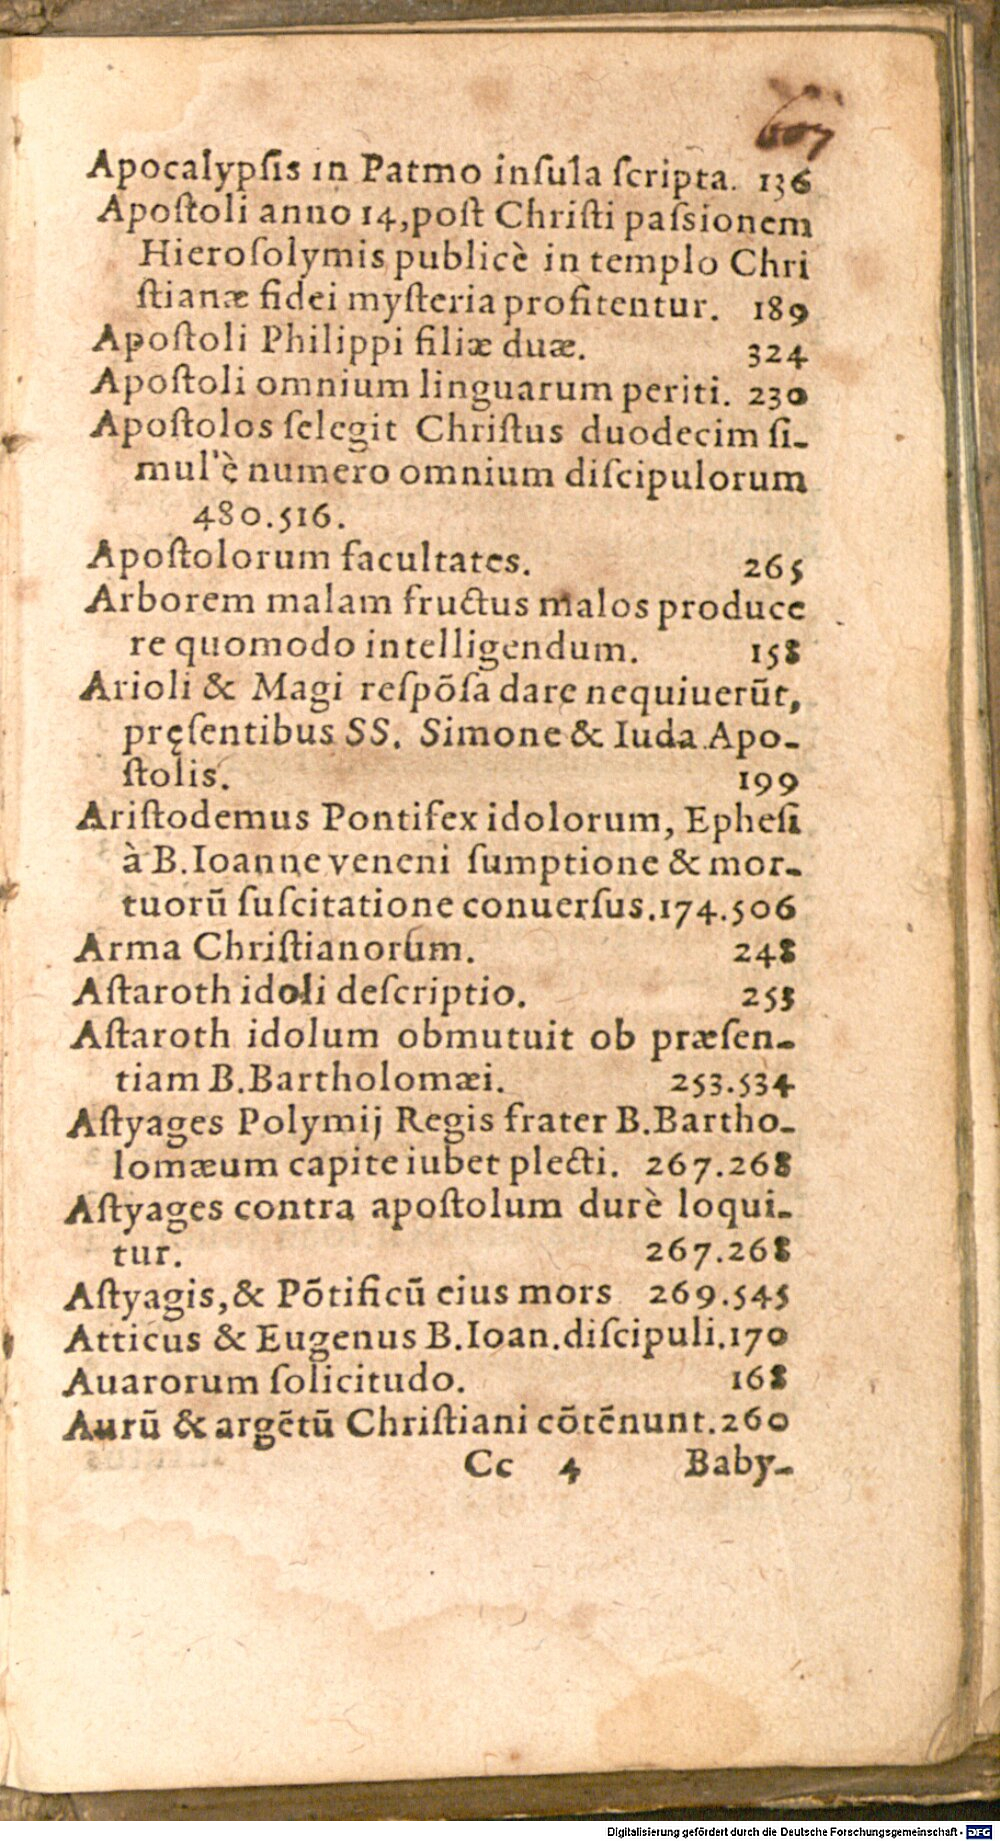 607
Apocalypſis in Patmo inſula ſcripta. 136
Apoſtoli anno 14, poſt Chriſti paſsionem
Hieroſolymis publicè in templo Chri
ſtianæ fidei myſteria profitentur. 189
Apoſtoli Philippi filiæ duæ. 324
Apoſtoli omnium linguarum periti. 230
Apoſtolos ſelegit Chriſtus duodecim ſi-
mul'è numero omnium diſcipulorum
480.516.
Apoſtolorum facultates. 265
Arborem malam fructus malos produce
re quomodo intelligendum. 158
Arioli & Magi reſpõſa dare nequiuerũt,
pręſentibus SS. Simone & Iuda Apo-
ſtolis. 199
Ariſtodemus Pontifex idolorum, Epheſi
à B. Ioanne veneni ſumptione & mor-
tuorũ ſuſcitatione conuerſus. 174.506
Arma Chriſtianorum. 248
Aſtaroth idoli deſcriptio. 255
Aſtaroth idolum obmutuit ob præſen-
tiam B. Bartholomæi. 253.534
Aſtyages Polymij Regis frater B. Bartho-
lomæum capite iubet plecti. 267.268
Aſtyages contra apoſtolum durè loqui-
tur. 267.268
Aſtyagis, & Põtificũ eius mors 269.545
Atticus & Eugenus B. Ioan. diſcipuli. 170
Auarorum ſolicitudo. 168
Aurũ & argẽtũ Chriſtiani cõtẽnunt. 260
Cc 4 Baby-
Digitalisierung gefördert durch die Deutsche Forschungsgemeinschaft - DFG